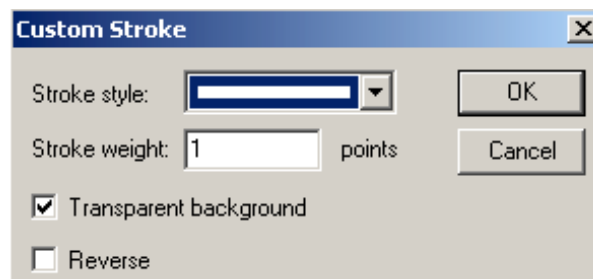 Custom Stroke
Stroke style:
OK
Stroke weight: 1 points
Cancel
Transparent background
Reverse